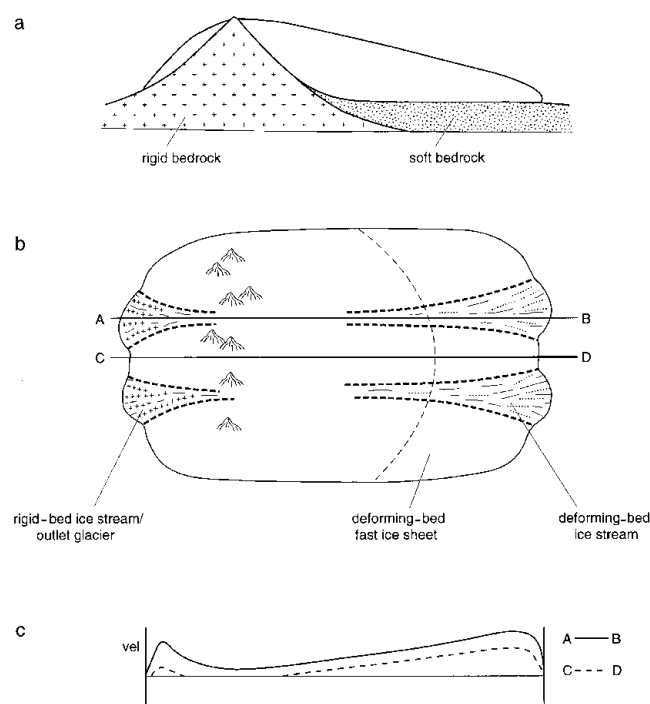 a
rigid bedrock
soft bedrock
b
A
B
C
D
rigid-bed ice stream/
outlet glacier
deforming-bed
fast ice sheet
deforming-bed
ice stream
c
vel
A B
C D